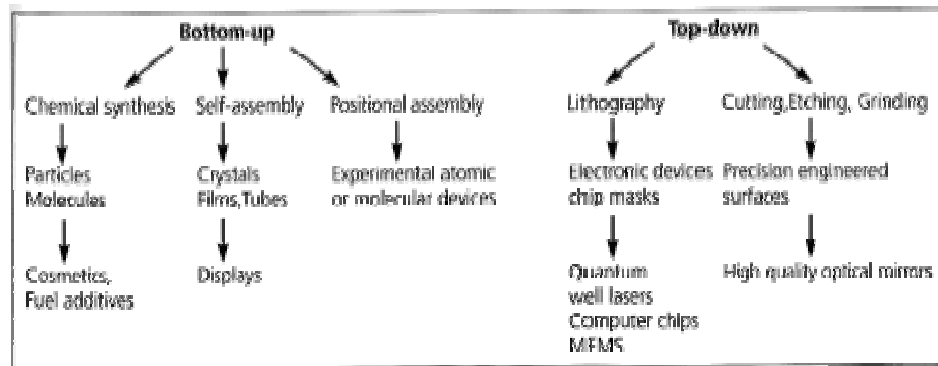 Bottom-up
Top-down
Chemical synthesis
Self-assembly
Positional assembly
Lithography
Cutting,Etching, Grinding
Particles
Molecules
Crystals
Films,Tubes
Experimental atomic
or molecular devices
Electronic devices
chip masks
Precision engineered
surfaces
Cosmetics,
Fuel additives
Displays
Quantum
well lasers
Computer chips
MEMS
High quality optical mirrors